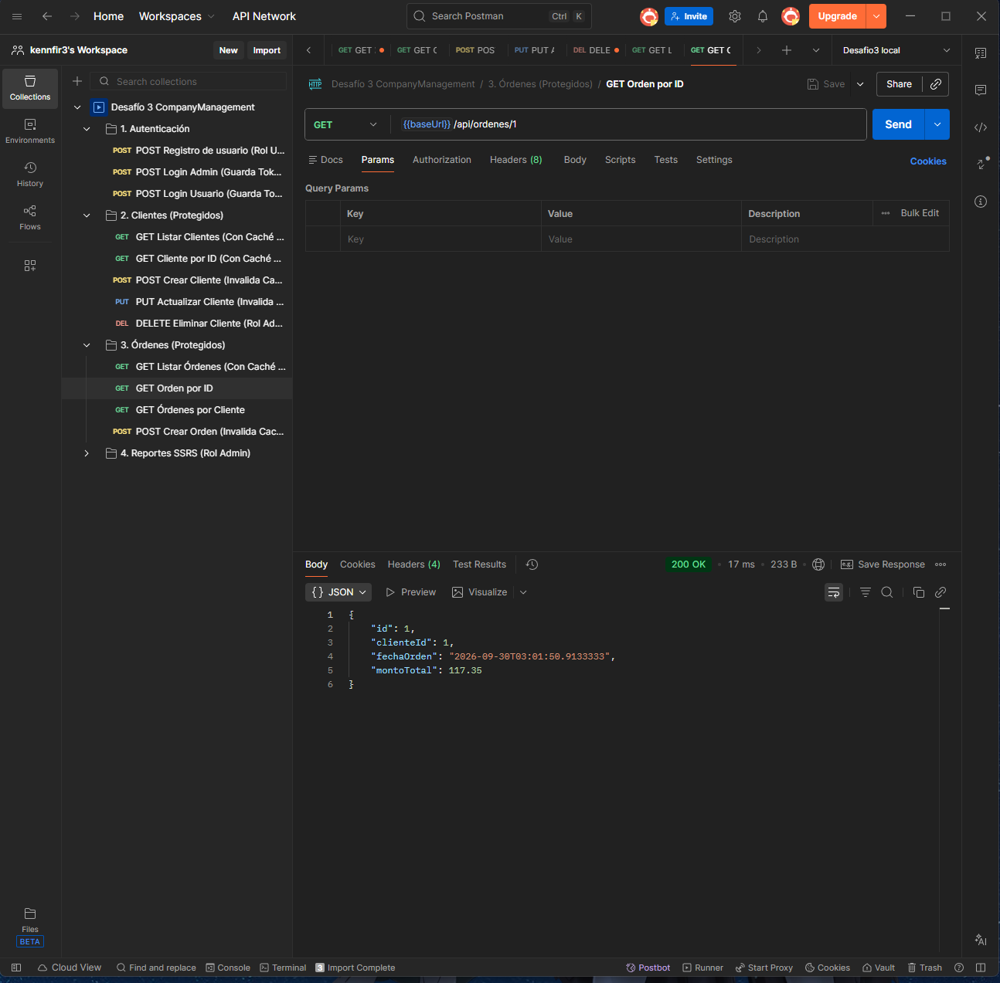 Home
Workspaces
API Network
Search Postman
Ctrl
K
Invite
Upgrade
kennfir3's Workspace
New
Import
GET GET
GET GET C
POST POS
PUT PUT A
DEL DELE
GET GET L
GET GET C
Desafio3 local
Collections
Environments
History
Flows
Files
BETA
Search collections
Desafío 3 CompanyManagement
1. Autenticación
POST POST Registro de usuario (Rol U...
POST POST Login Admin (Guarda Tok...
POST POST Login Usuario (Guarda To...
2. Clientes (Protegidos)
GET GET Listar Clientes (Con Caché ...
GET GET Cliente por ID (Con Caché ...
POST POST Crear Cliente (Invalida Ca...
PUT PUT Actualizar Cliente (Invalida ...
DEL DELETE Eliminar Cliente (Rol Ad...
3. Órdenes (Protegidos)
GET GET Listar Órdenes (Con Caché ...
GET GET Orden por ID
GET GET Órdenes por Cliente
POST POST Crear Orden (Invalida Cac...
4. Reportes SSRS (Rol Admin)
HTTP
Desafío 3 CompanyManagement / 3. Órdenes (Protegidos) / GET Orden por ID
Save
Share
GET
{{baseUrl}} /api/ordenes/1
Send
Docs
Params
Authorization
Headers (8)
Body
Scripts
Tests
Settings
Cookies
Query Params
Key
Value
Description
Bulk Edit
Key
Value
Description
Body
Cookies
Headers (4)
Test Results
200 OK
17 ms
233 B
e.g.
Save Response
{} JSON
Preview
Visualize
1 {
2 "id": 1,
3 "clienteId": 1,
4 "fechaOrden": "2026-09-30T03:01:50.9133333",
5 "montoTotal": 117.35
6 }
AI
Cloud View
Find and replace
Console
Terminal
3 Import Complete
Postbot
Runner
Start Proxy
Cookies
Vault
Trash